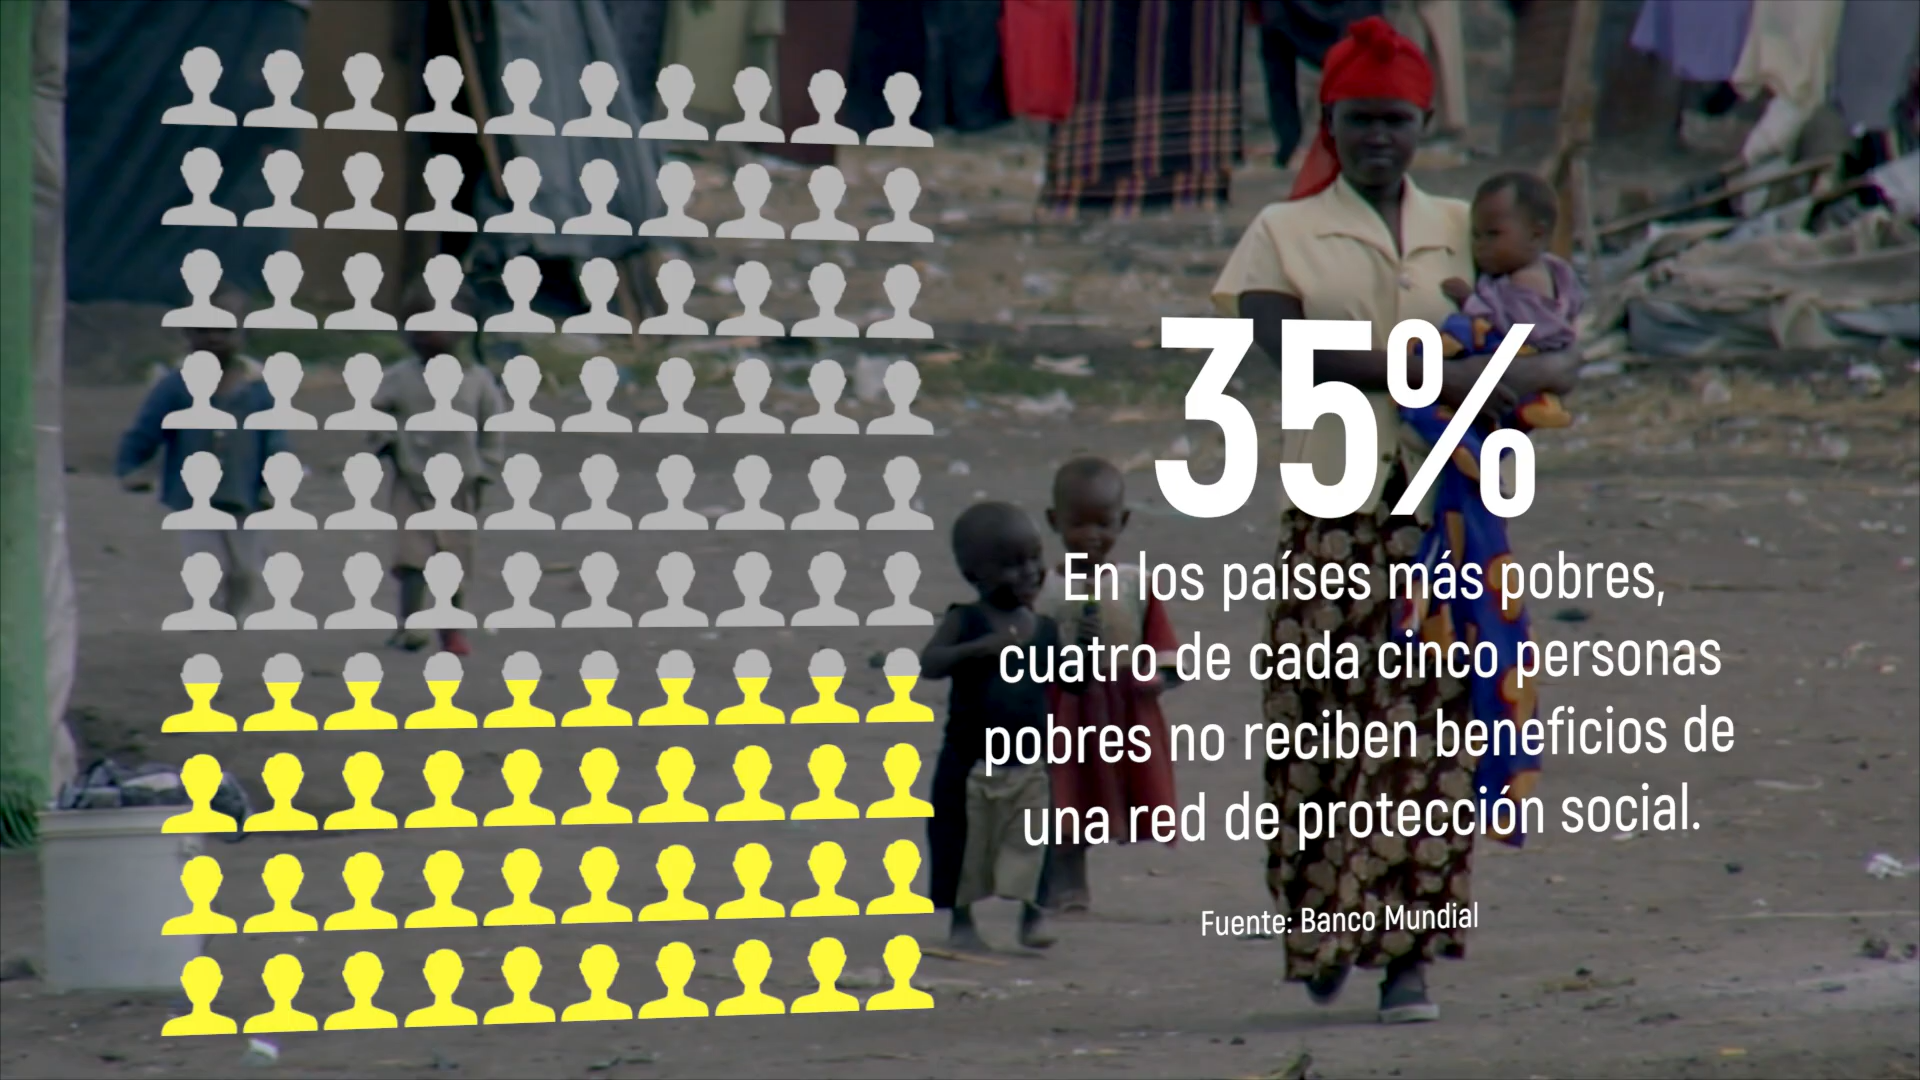 35%
En los países más pobres,
cuatro de cada cinco personas
pobres no reciben beneficios de
una red de protección social.
Fuente: Banco Mundial